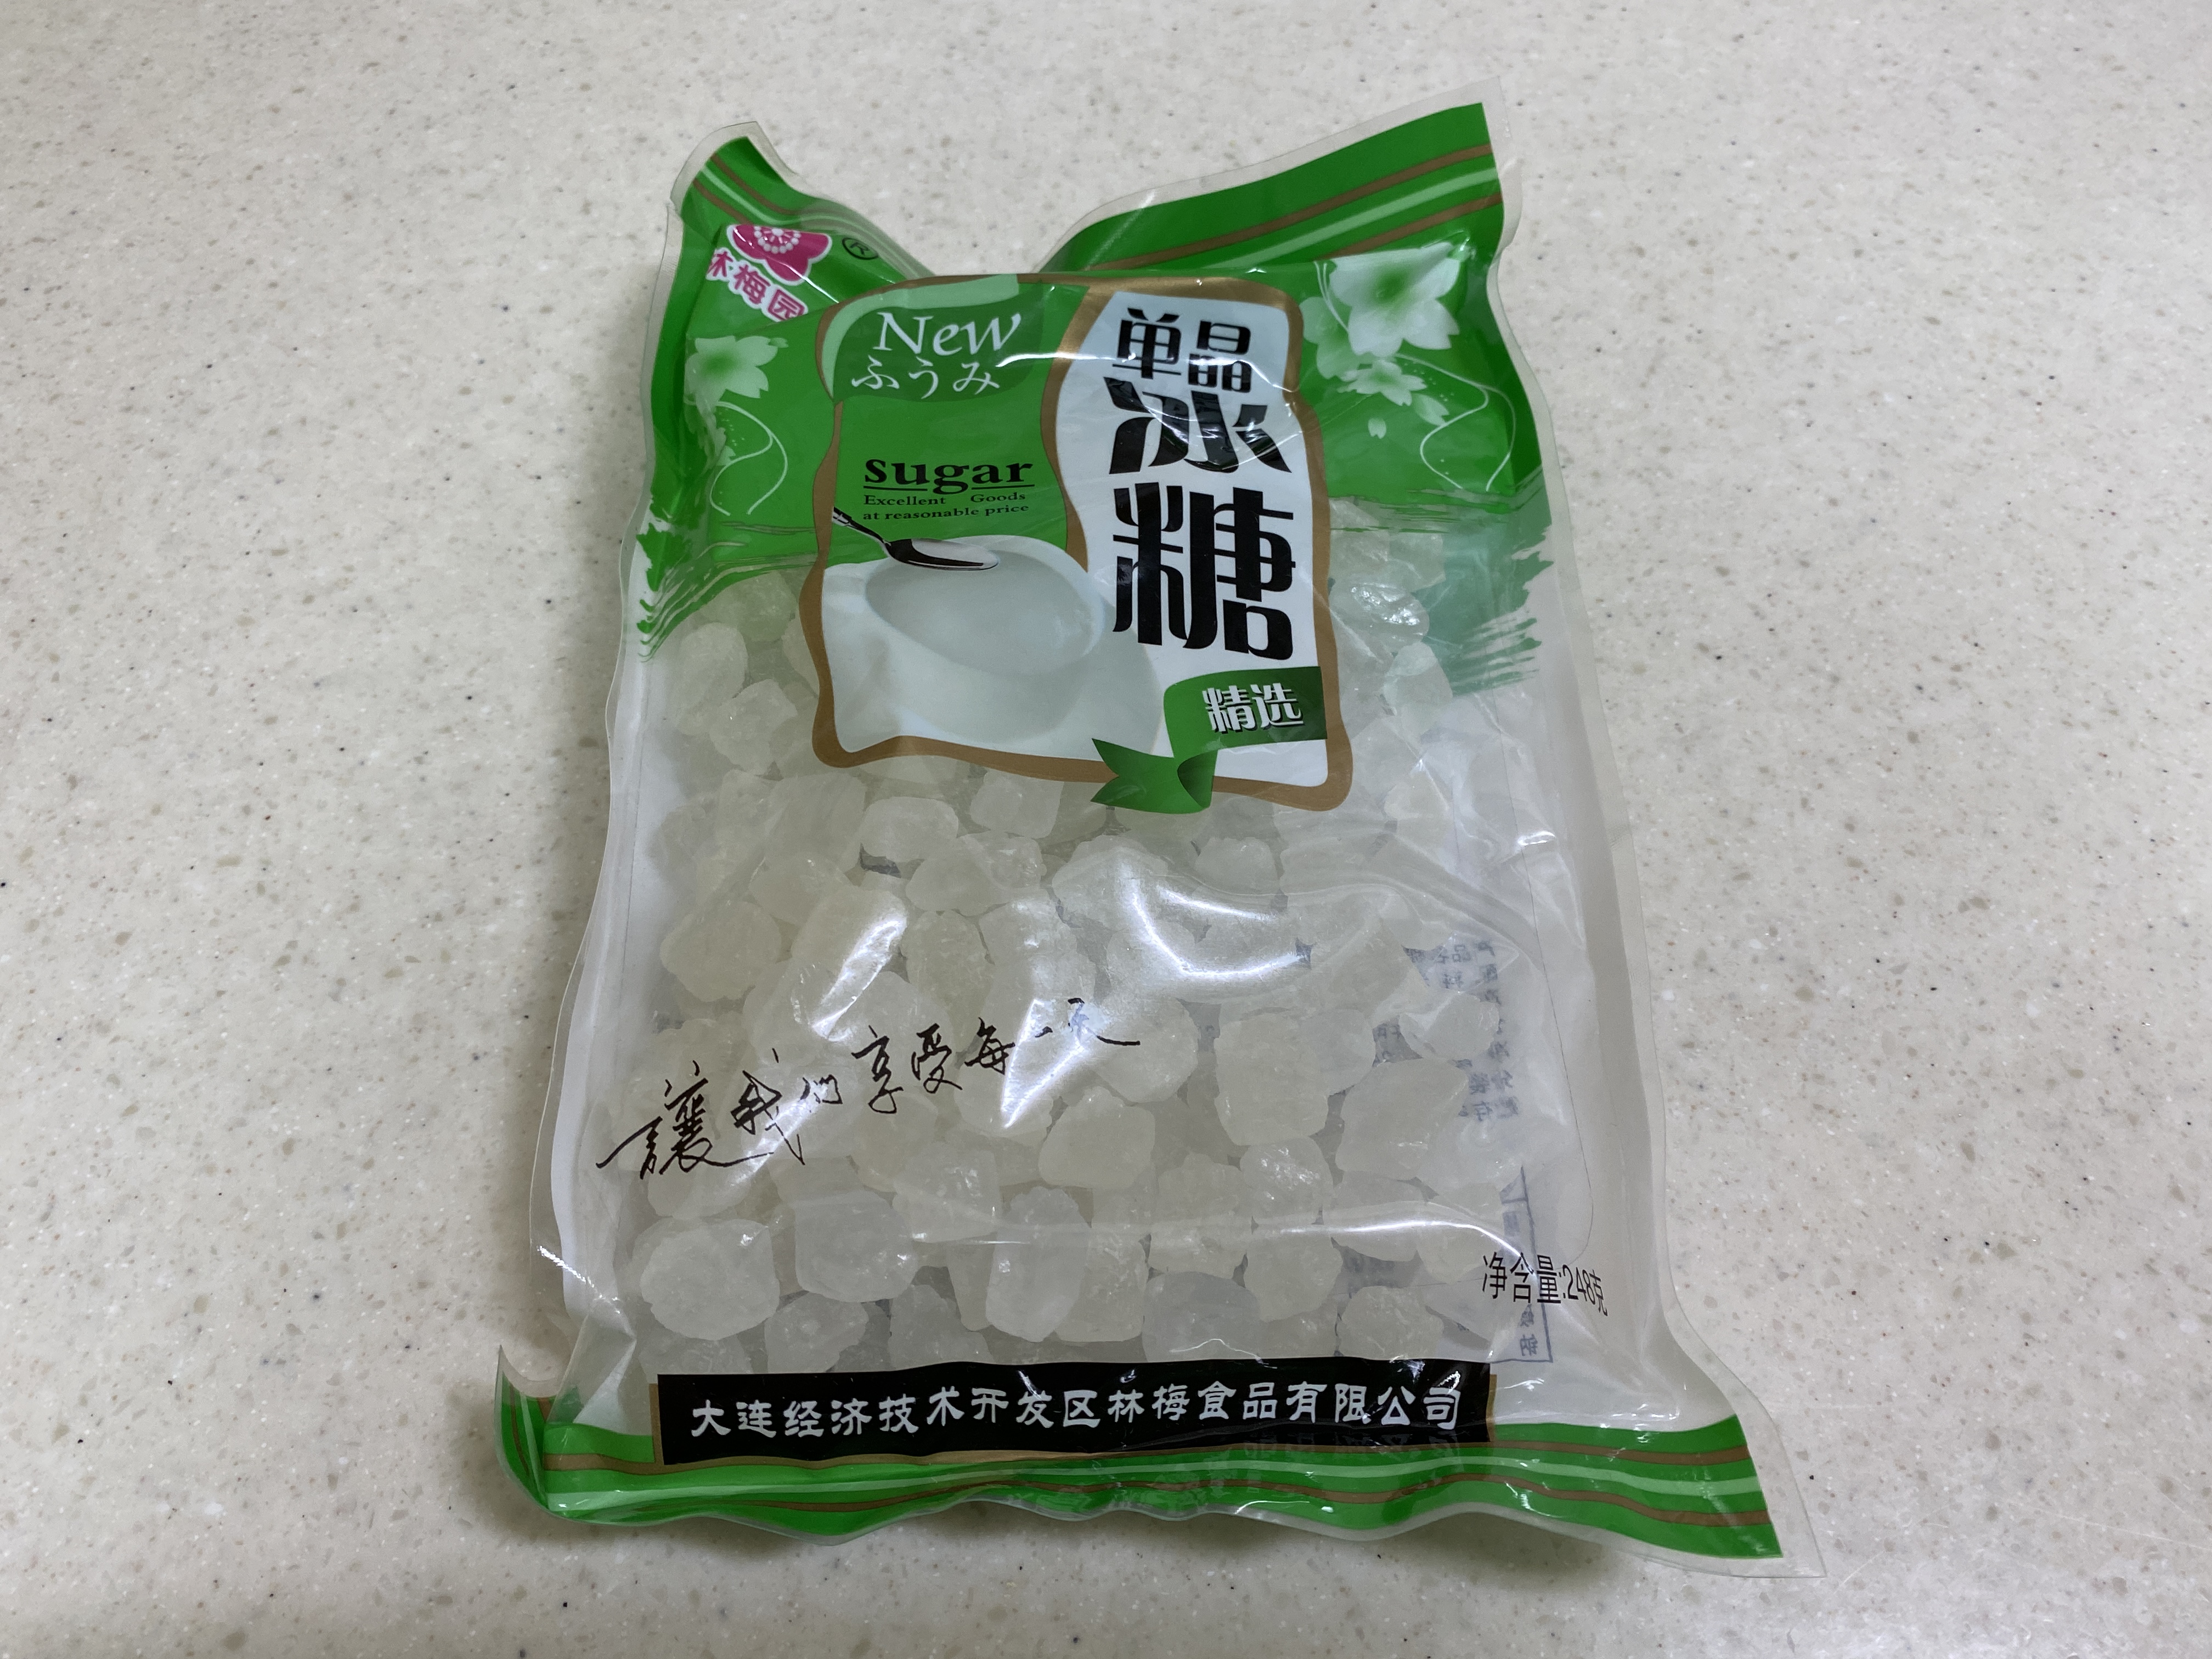 林梅园
®
New
ふうみ
単晶
冰
糖
sugar
Excellent Goods
at reasonable price
精选
讓我们享受每一天
净含量:248克
大连经济技术开发区林梅食品有限公司